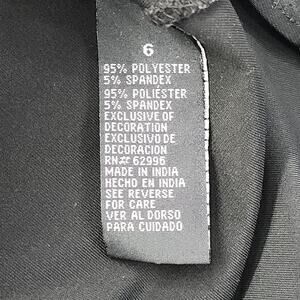 6
95% POLYESTER
5% SPANDEX
95% POLIÉSTER
5% SPANDEX
EXCLUSIVE OF
DECORATION
EXCLUSIVO DE
DECORACION
RN# 62996
MADE IN INDIA
HECHO EN INDIA
SEE REVERSE
FOR CARE
VER AL DORSO
PARA CUIDADO